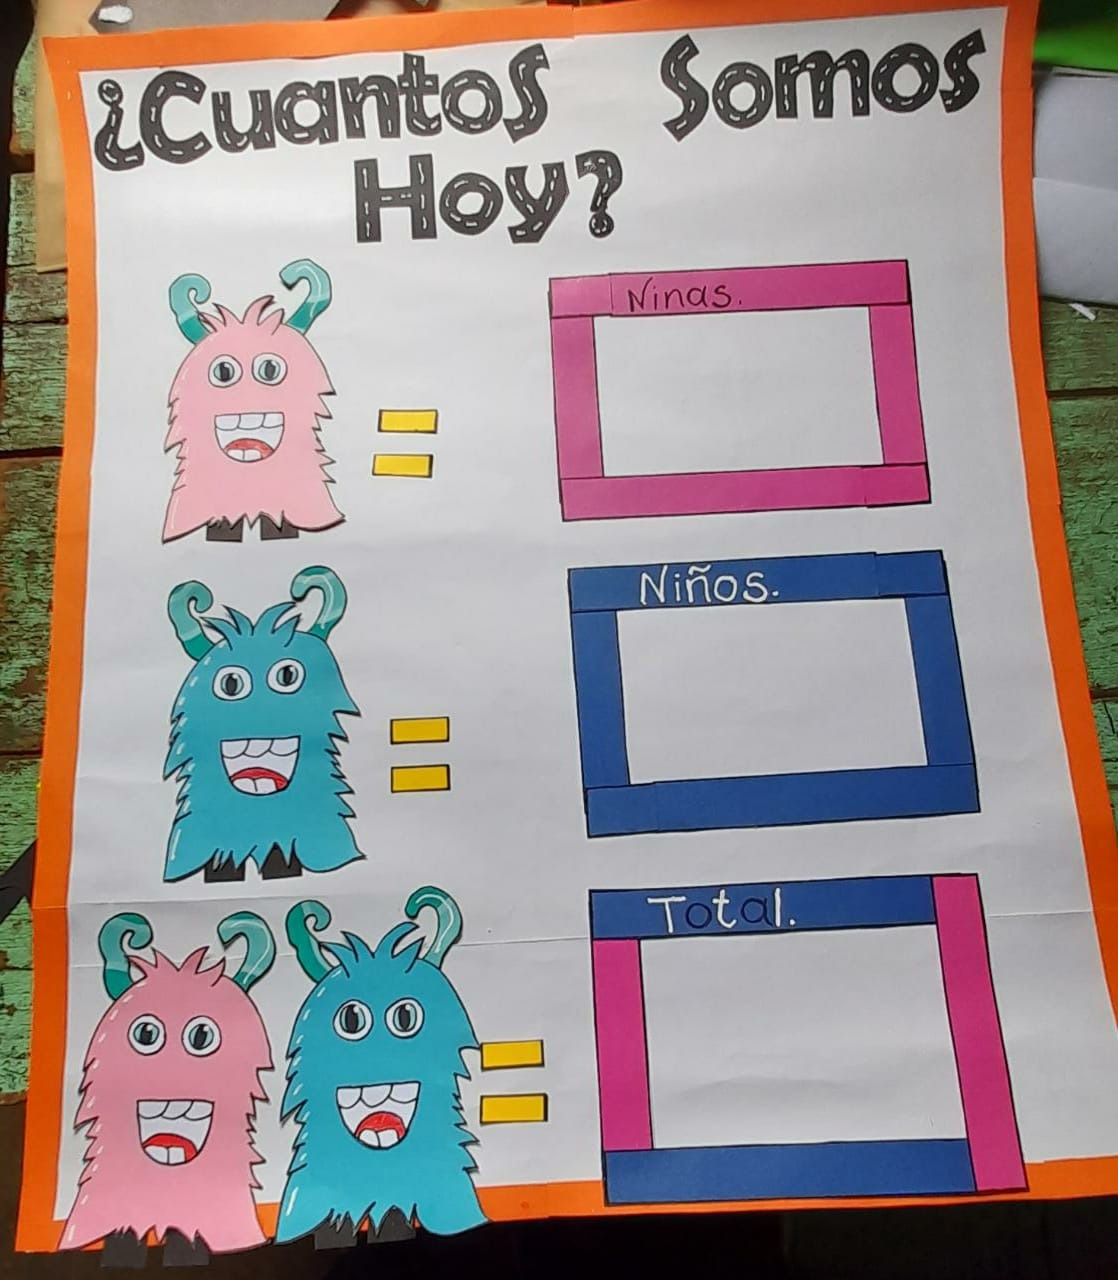 ¿Cuantos Somos
Hoy?
Ninas.
Niños.
Total.